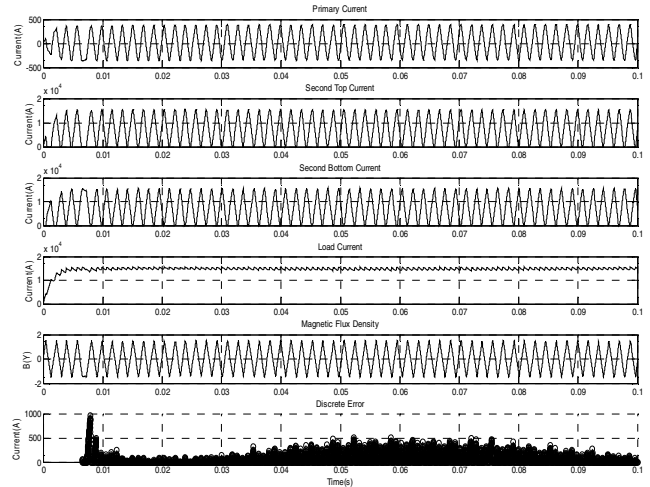 Primary Current
500
0
-500
Current(A)
0 0.01 0.02 0.03 0.04 0.05 0.06 0.07 0.08 0.09 0.1
x 10^4
Second Top Current
2
1
0
Current(A)
0 0.01 0.02 0.03 0.04 0.05 0.06 0.07 0.08 0.09 0.1
x 10^4
Second Bottom Current
2
1
0
Current(A)
0 0.01 0.02 0.03 0.04 0.05 0.06 0.07 0.08 0.09 0.1
x 10^4
Load Current
2
1
0
Current(A)
0 0.01 0.02 0.03 0.04 0.05 0.06 0.07 0.08 0.09 0.1
Magnetic Flux Density
2
0
-2
B(Y)
0 0.01 0.02 0.03 0.04 0.05 0.06 0.07 0.08 0.09 0.1
Discrete Error
1000
500
0
Current(A)
0 0.01 0.02 0.03 0.04 0.05 0.06 0.07 0.08 0.09 0.1
Time(s)